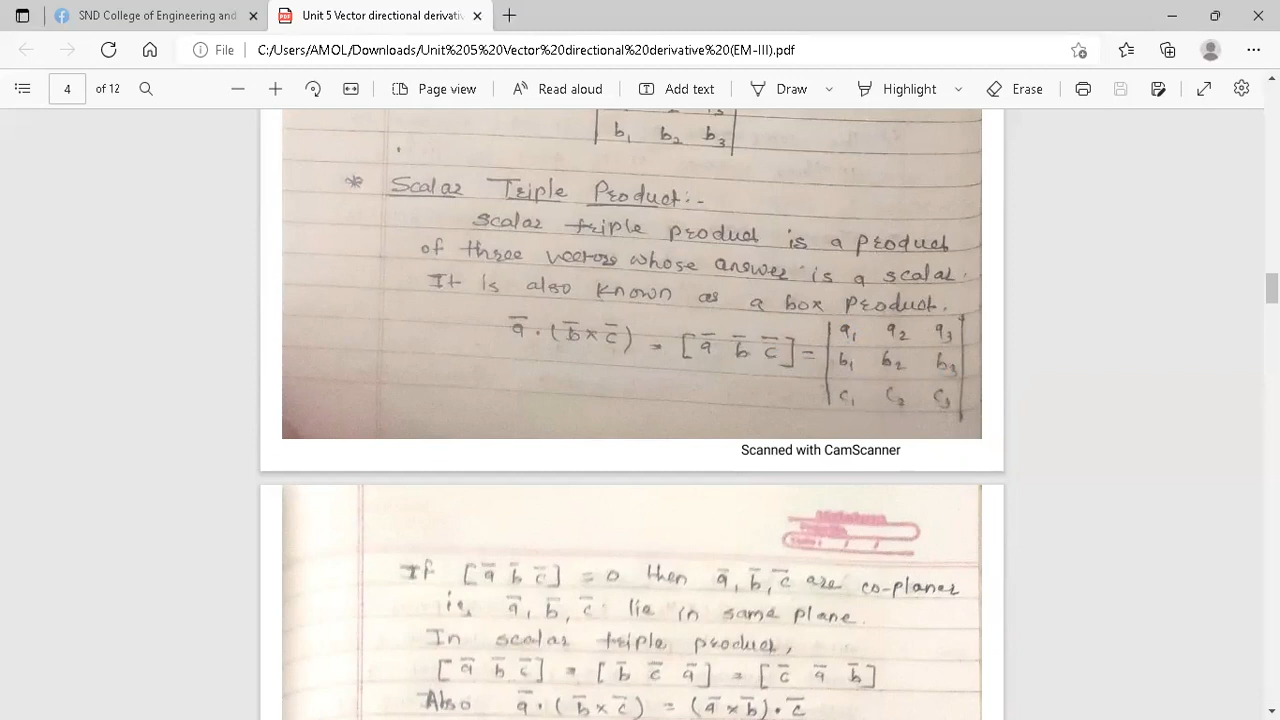 SND College of Engineering and
Unit 5 Vector directional derivativ
File
C:/Users/AMOL/Downloads/Unit%205%20Vector%20directional%20derivative%20(EM-III).pdf
4 of 12
Page view
Read aloud
Add text
Draw
Highlight
Erase
b₁ b₂ b₃
* Scalar Triple Product:-
Scalar triple product is a product
of three vectors whose answer is a scalar.
It is also known as a box product.
a̅ . (b̅ × c̅) = [a̅ b̅ c̅] = | a₁ a₂ a₃ |
b₁ b₂ b₃
c₁ c₂ c₃
Scanned with CamScanner
If [a̅ b̅ c̅] = 0 then a̅, b̅, c̅ are co-planer
ie, a̅, b̅, c̅ lie in same plane.
In scalar triple product,
[a̅ b̅ c̅] = [b̅ c̅ a̅] = [c̅ a̅ b̅]
Also a̅ . (b̅ × c̅) = (a̅ × b̅) . c̅